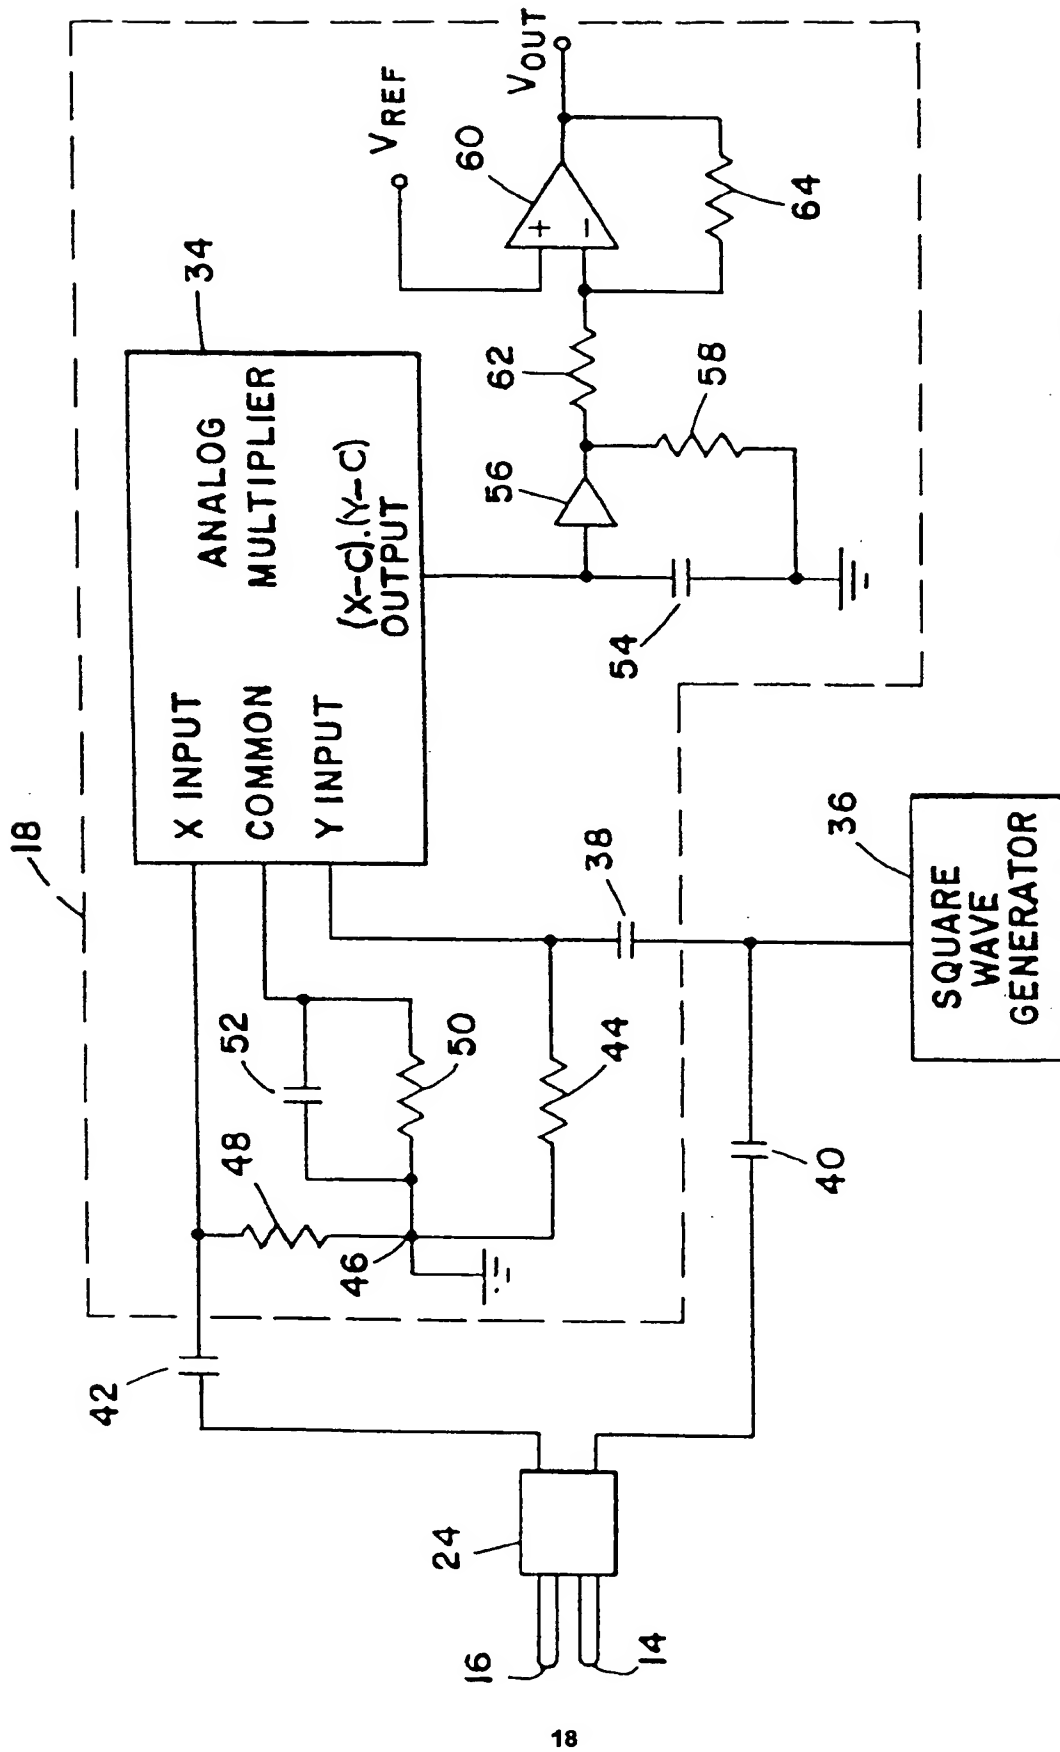 18
34
X INPUT
COMMON
Y INPUT
ANALOG
MULTIPLIER
(X-C).(Y-C)
OUTPUT
VREF
VOUT
60
+
-
64
62
58
56
54
42
48
52
50
46
44
38
40
36
SQUARE
WAVE
GENERATOR
24
16
14
18